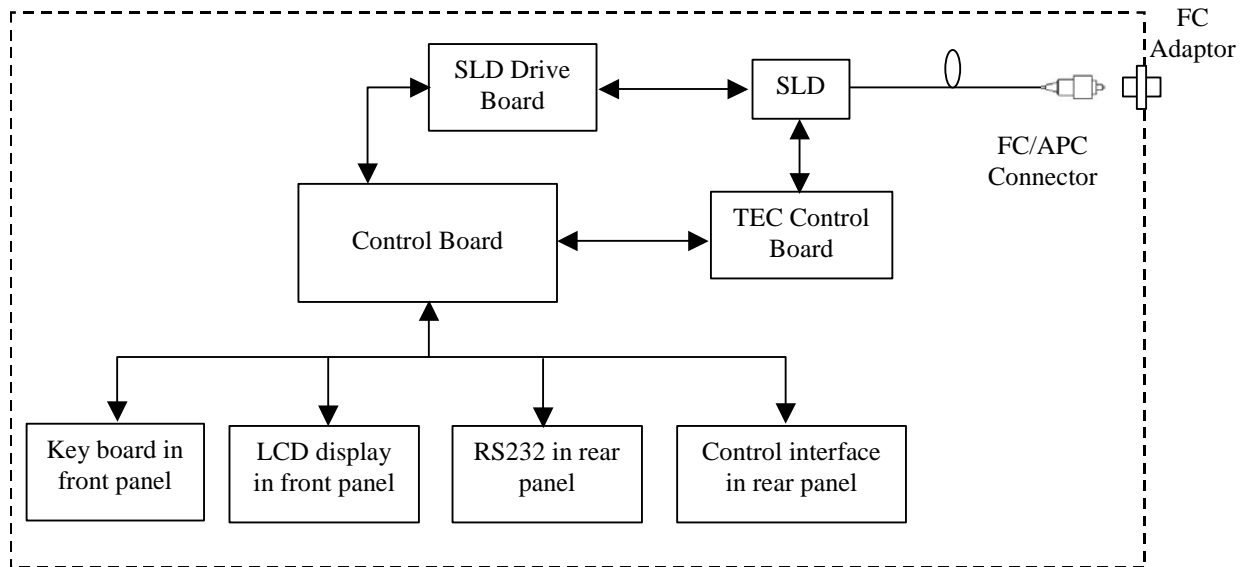 FC
Adaptor
SLD Drive
Board
SLD
FC/APC
Connector
Control Board
TEC Control
Board
Key board in
front panel
LCD display
in front panel
RS232 in rear
panel
Control interface
in rear panel